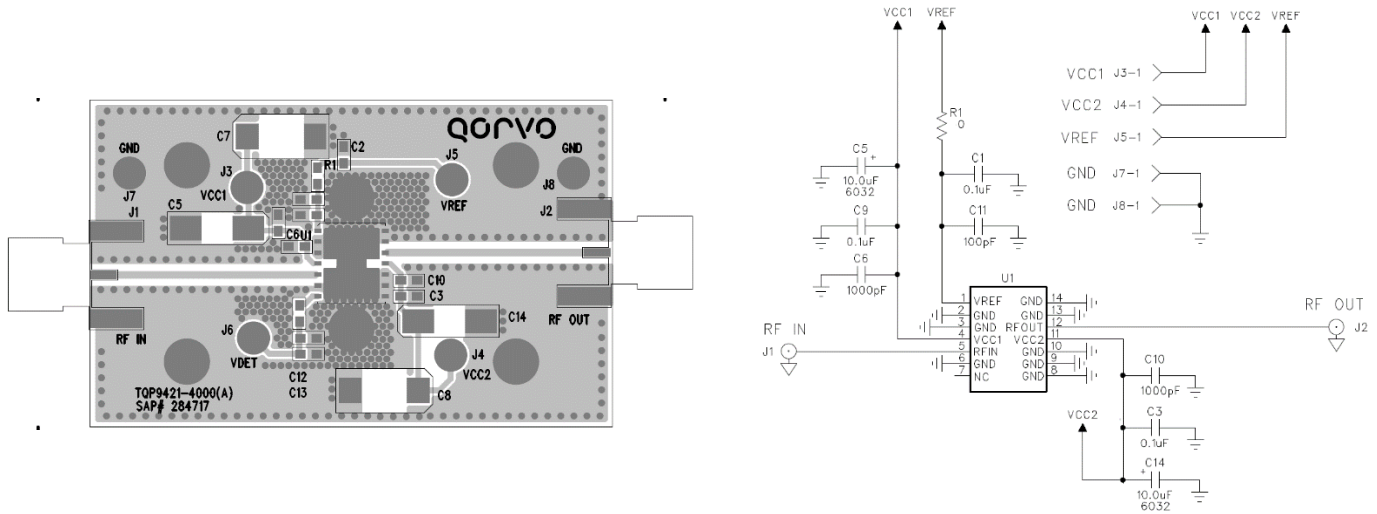 QORVO
C7
C2
GND
J3
R1
J5
GND
J7
VCC1
VREF
J8
J1
C5
J2
C6
U1
C10
C3
C14
J6
RF OUT
RF IN
VDET
J4
VCC2
C12
TQP9421-4000(A)
C13
C8
SAP# 284717
VCC1 VREF
VCC1 VCC2 VREF
VCC1 J3-1
VCC2 J4-1
VREF J5-1
GND J7-1
GND J8-1
R1
0
C5
+
10.0uF
6032
C1
0.1uF
C9
0.1uF
C11
100pF
C6
1000pF
U1
1 VREF GND 14
2 GND GND 13
3 GND RFOUT 12
4 VCC1 VCC2 11
5 RFIN GND 10
6 GND GND 9
7 NC GND 8
RF IN
J1
RF OUT
J2
C10
1000pF
C3
0.1uF
VCC2
C14
+
10.0uF
6032